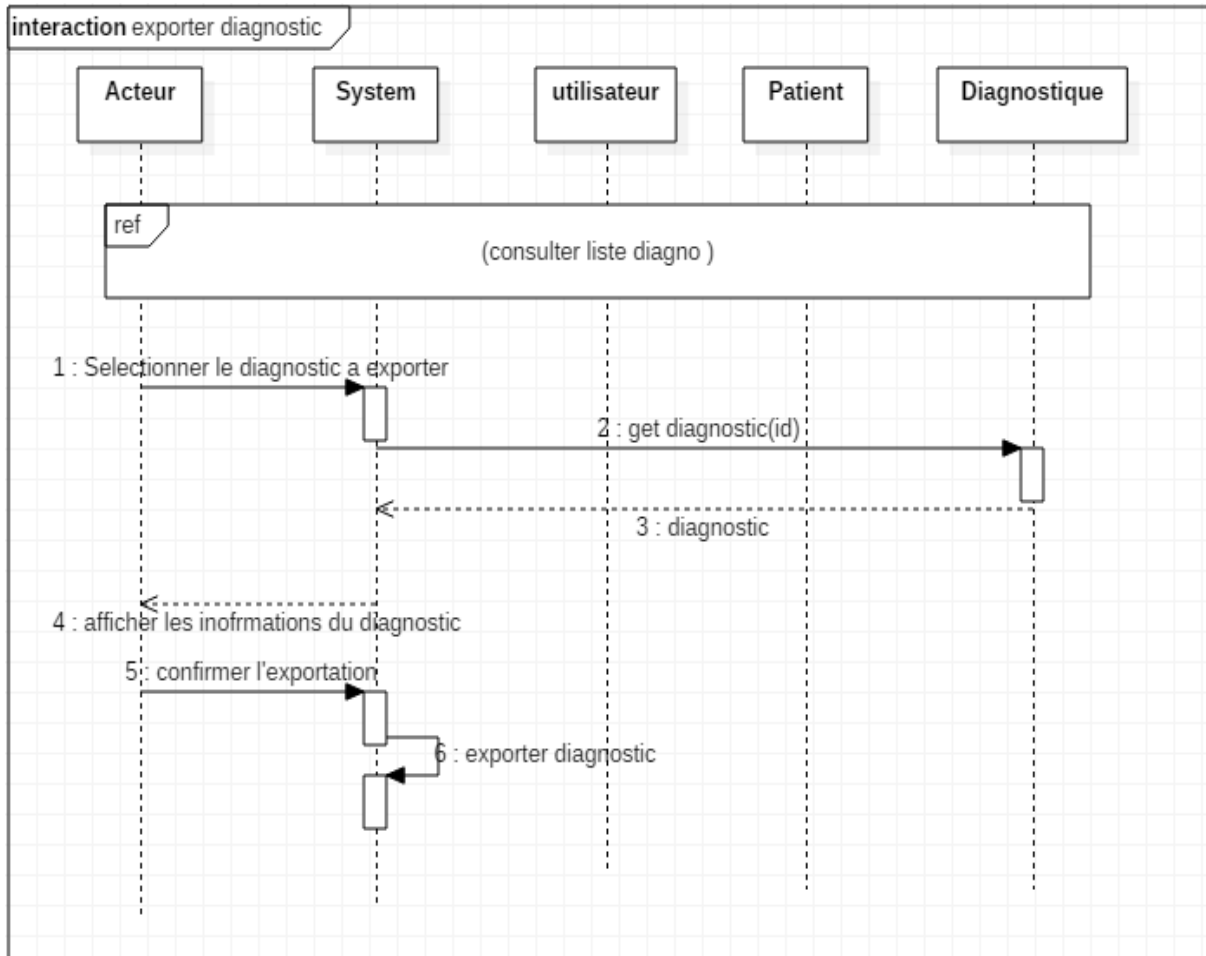 interaction exporter diagnostic
Acteur
System
utilisateur
Patient
Diagnostique
ref
(consulter liste diagno )
1 : Selectionner le diagnostic a exporter
2 : get diagnostic(id)
3 : diagnostic
4 : afficher les inofrmations du diagnostic
5 : confirmer l'exportation
6 : exporter diagnostic